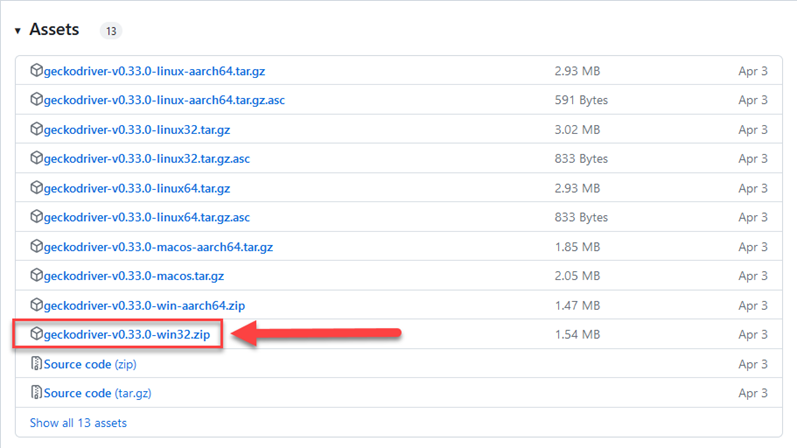 Assets 13
geckodriver-v0.33.0-linux-aarch64.tar.gz 2.93 MB Apr 3
geckodriver-v0.33.0-linux-aarch64.tar.gz.asc 591 Bytes Apr 3
geckodriver-v0.33.0-linux32.tar.gz 3.02 MB Apr 3
geckodriver-v0.33.0-linux32.tar.gz.asc 833 Bytes Apr 3
geckodriver-v0.33.0-linux64.tar.gz 2.93 MB Apr 3
geckodriver-v0.33.0-linux64.tar.gz.asc 833 Bytes Apr 3
geckodriver-v0.33.0-macos-aarch64.tar.gz 1.85 MB Apr 3
geckodriver-v0.33.0-macos.tar.gz 2.05 MB Apr 3
geckodriver-v0.33.0-win-aarch64.zip 1.47 MB Apr 3
geckodriver-v0.33.0-win32.zip 1.54 MB Apr 3
Source code (zip) Apr 3
Source code (tar.gz) Apr 3
Show all 13 assets